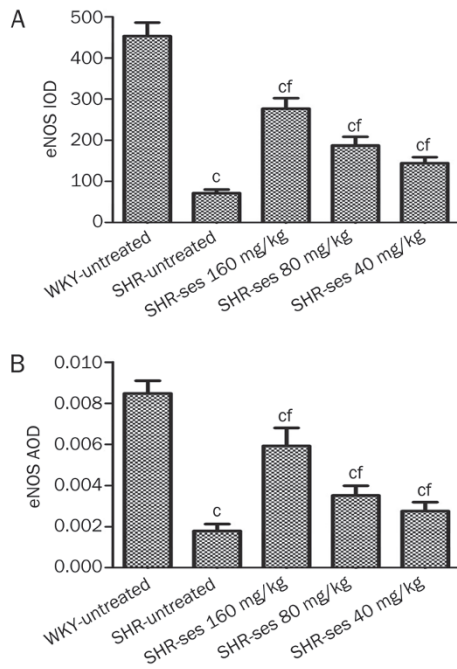 A
eNOS IOD
500
400
300
200
100
0
c
cf
cf
cf
WKY-untreated
SHR-untreated
SHR-ses 160 mg/kg
SHR-ses 80 mg/kg
SHR-ses 40 mg/kg
B
eNOS AOD
0.010
0.008
0.006
0.004
0.002
0.000
c
cf
cf
cf
WKY-untreated
SHR-untreated
SHR-ses 160 mg/kg
SHR-ses 80 mg/kg
SHR-ses 40 mg/kg